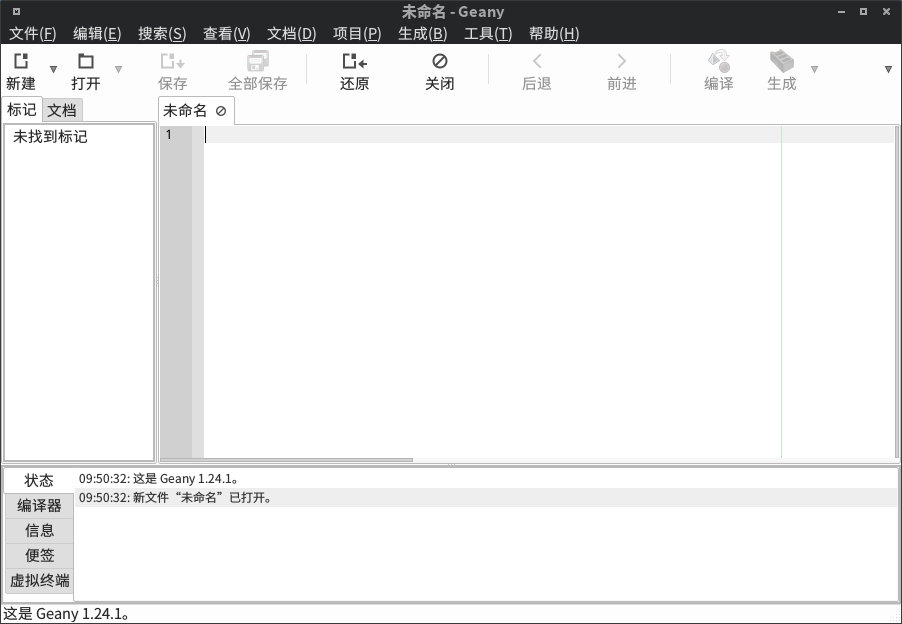 未命名 - Geany
文件(F) 编辑(E) 搜索(S) 查看(V) 文档(D) 项目(P) 生成(B) 工具(T) 帮助(H)
新建 打开 保存 全部保存 还原 关闭 后退 前进 编译 生成
标记 文档 未命名
未找到标记
1
状态
编译器
信息
便签
虚拟终端
09:50:32: 这是 Geany 1.24.1。
09:50:32: 新文件“未命名”已打开。
这是 Geany 1.24.1。